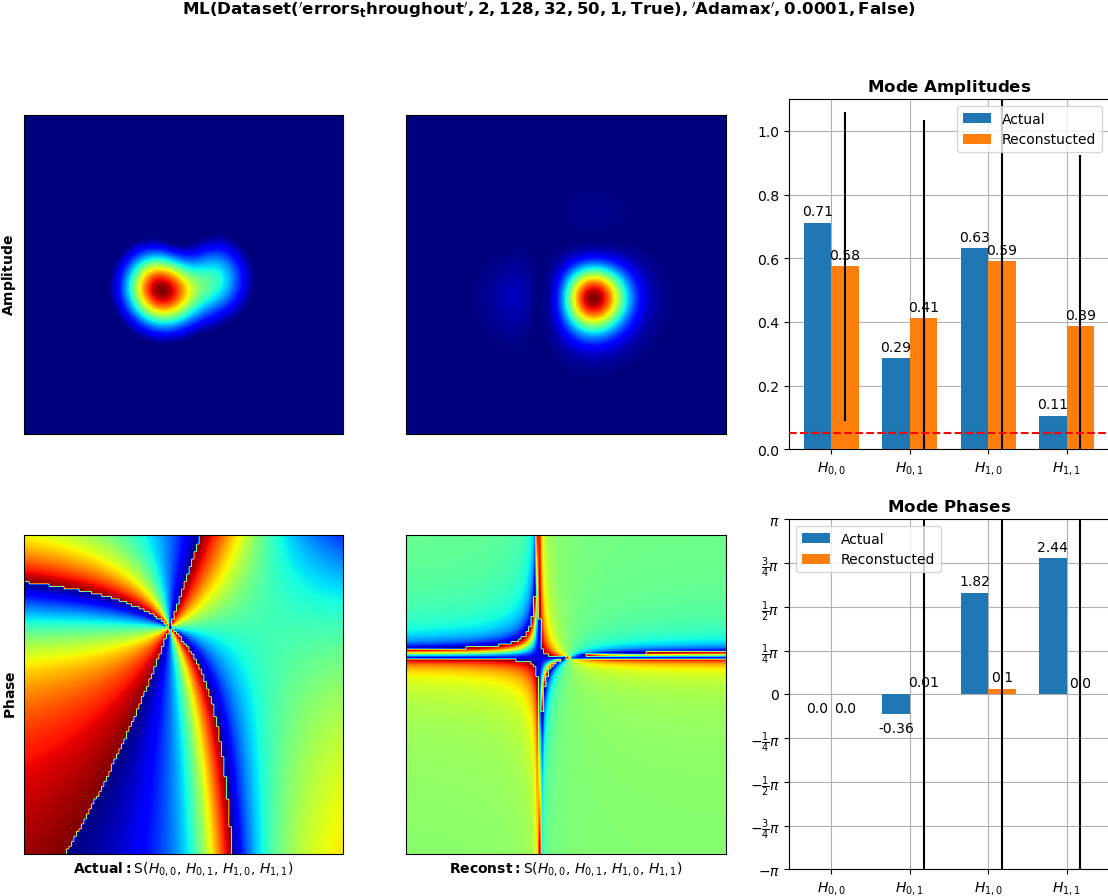 ML(Dataset('errors_throughout', 2, 128, 32, 50, 1, True), 'Adamax', 0.0001, False)
Mode Amplitudes
Amplitude
Actual
Reconstucted
1.0
0.8
0.6
0.4
0.2
0.0
0.71
0.58
0.29
0.41
0.63
0.59
0.11
0.39
H0,0 H0,1 H1,0 H1,1
Mode Phases
Phase
Actual
Reconstucted
π
3/4π
1/2π
1/4π
0
−1/4π
−1/2π
−3/4π
−π
0.0 0.0
-0.36
0.01
1.82
0.1
2.44
0.0
H0,0 H0,1 H1,0 H1,1
Actual: S(H0,0, H0,1, H1,0, H1,1)
Reconst: S(H0,0, H0,1, H1,0, H1,1)